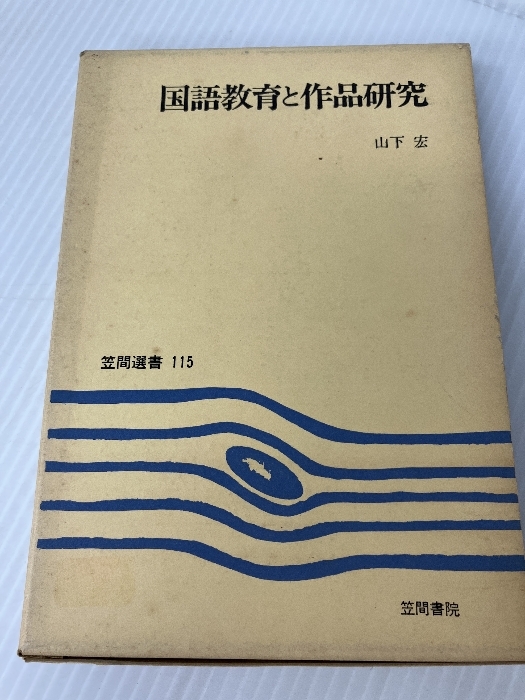 国語教育と作品研究
山下 宏
笠間選書 115
笠間書院